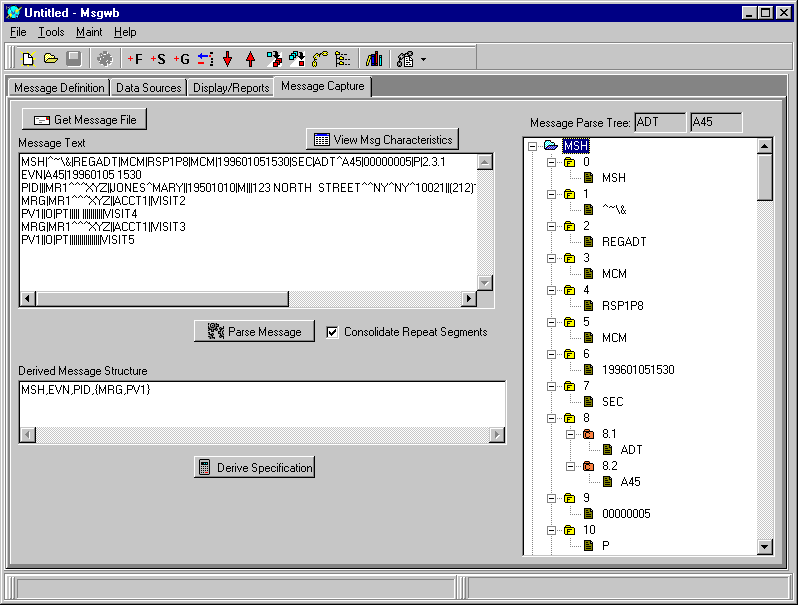 Untitled - Msgwb
File Tools Maint Help
+F +S +G
Message Definition Data Sources Display/Reports Message Capture
Get Message File
Message Text
View Msg Characteristics
MSH|^~\&|REGADT|MCM|RSP1P8|MCM|199601051530|SEC|ADT^A45|00000005|P|2.3.1
EVN|A45|19960105 1530
PID|||MR1^^^XYZ||JONES^MARY||19501010|M|||123 NORTH  STREET^^NY^NY^10021||(212)
MRG|MR1^^^XYZ||ACCT1||VISIT2
PV1||O|PT||||| ||||||||||VISIT4
MRG|MR1^^^XYZ||ACCT1||VISIT3
PV1||O|PT||||||||||||||||VISIT5
Parse Message
Consolidate Repeat Segments
Derived Message Structure
MSH,EVN,PID,{MRG,PV1}
Derive Specification
Message Parse Tree: ADT A45
MSH
0
MSH
1
^~\&
2
REGADT
3
MCM
4
RSP1P8
5
MCM
6
199601051530
7
SEC
8
8.1
ADT
8.2
A45
9
00000005
10
P